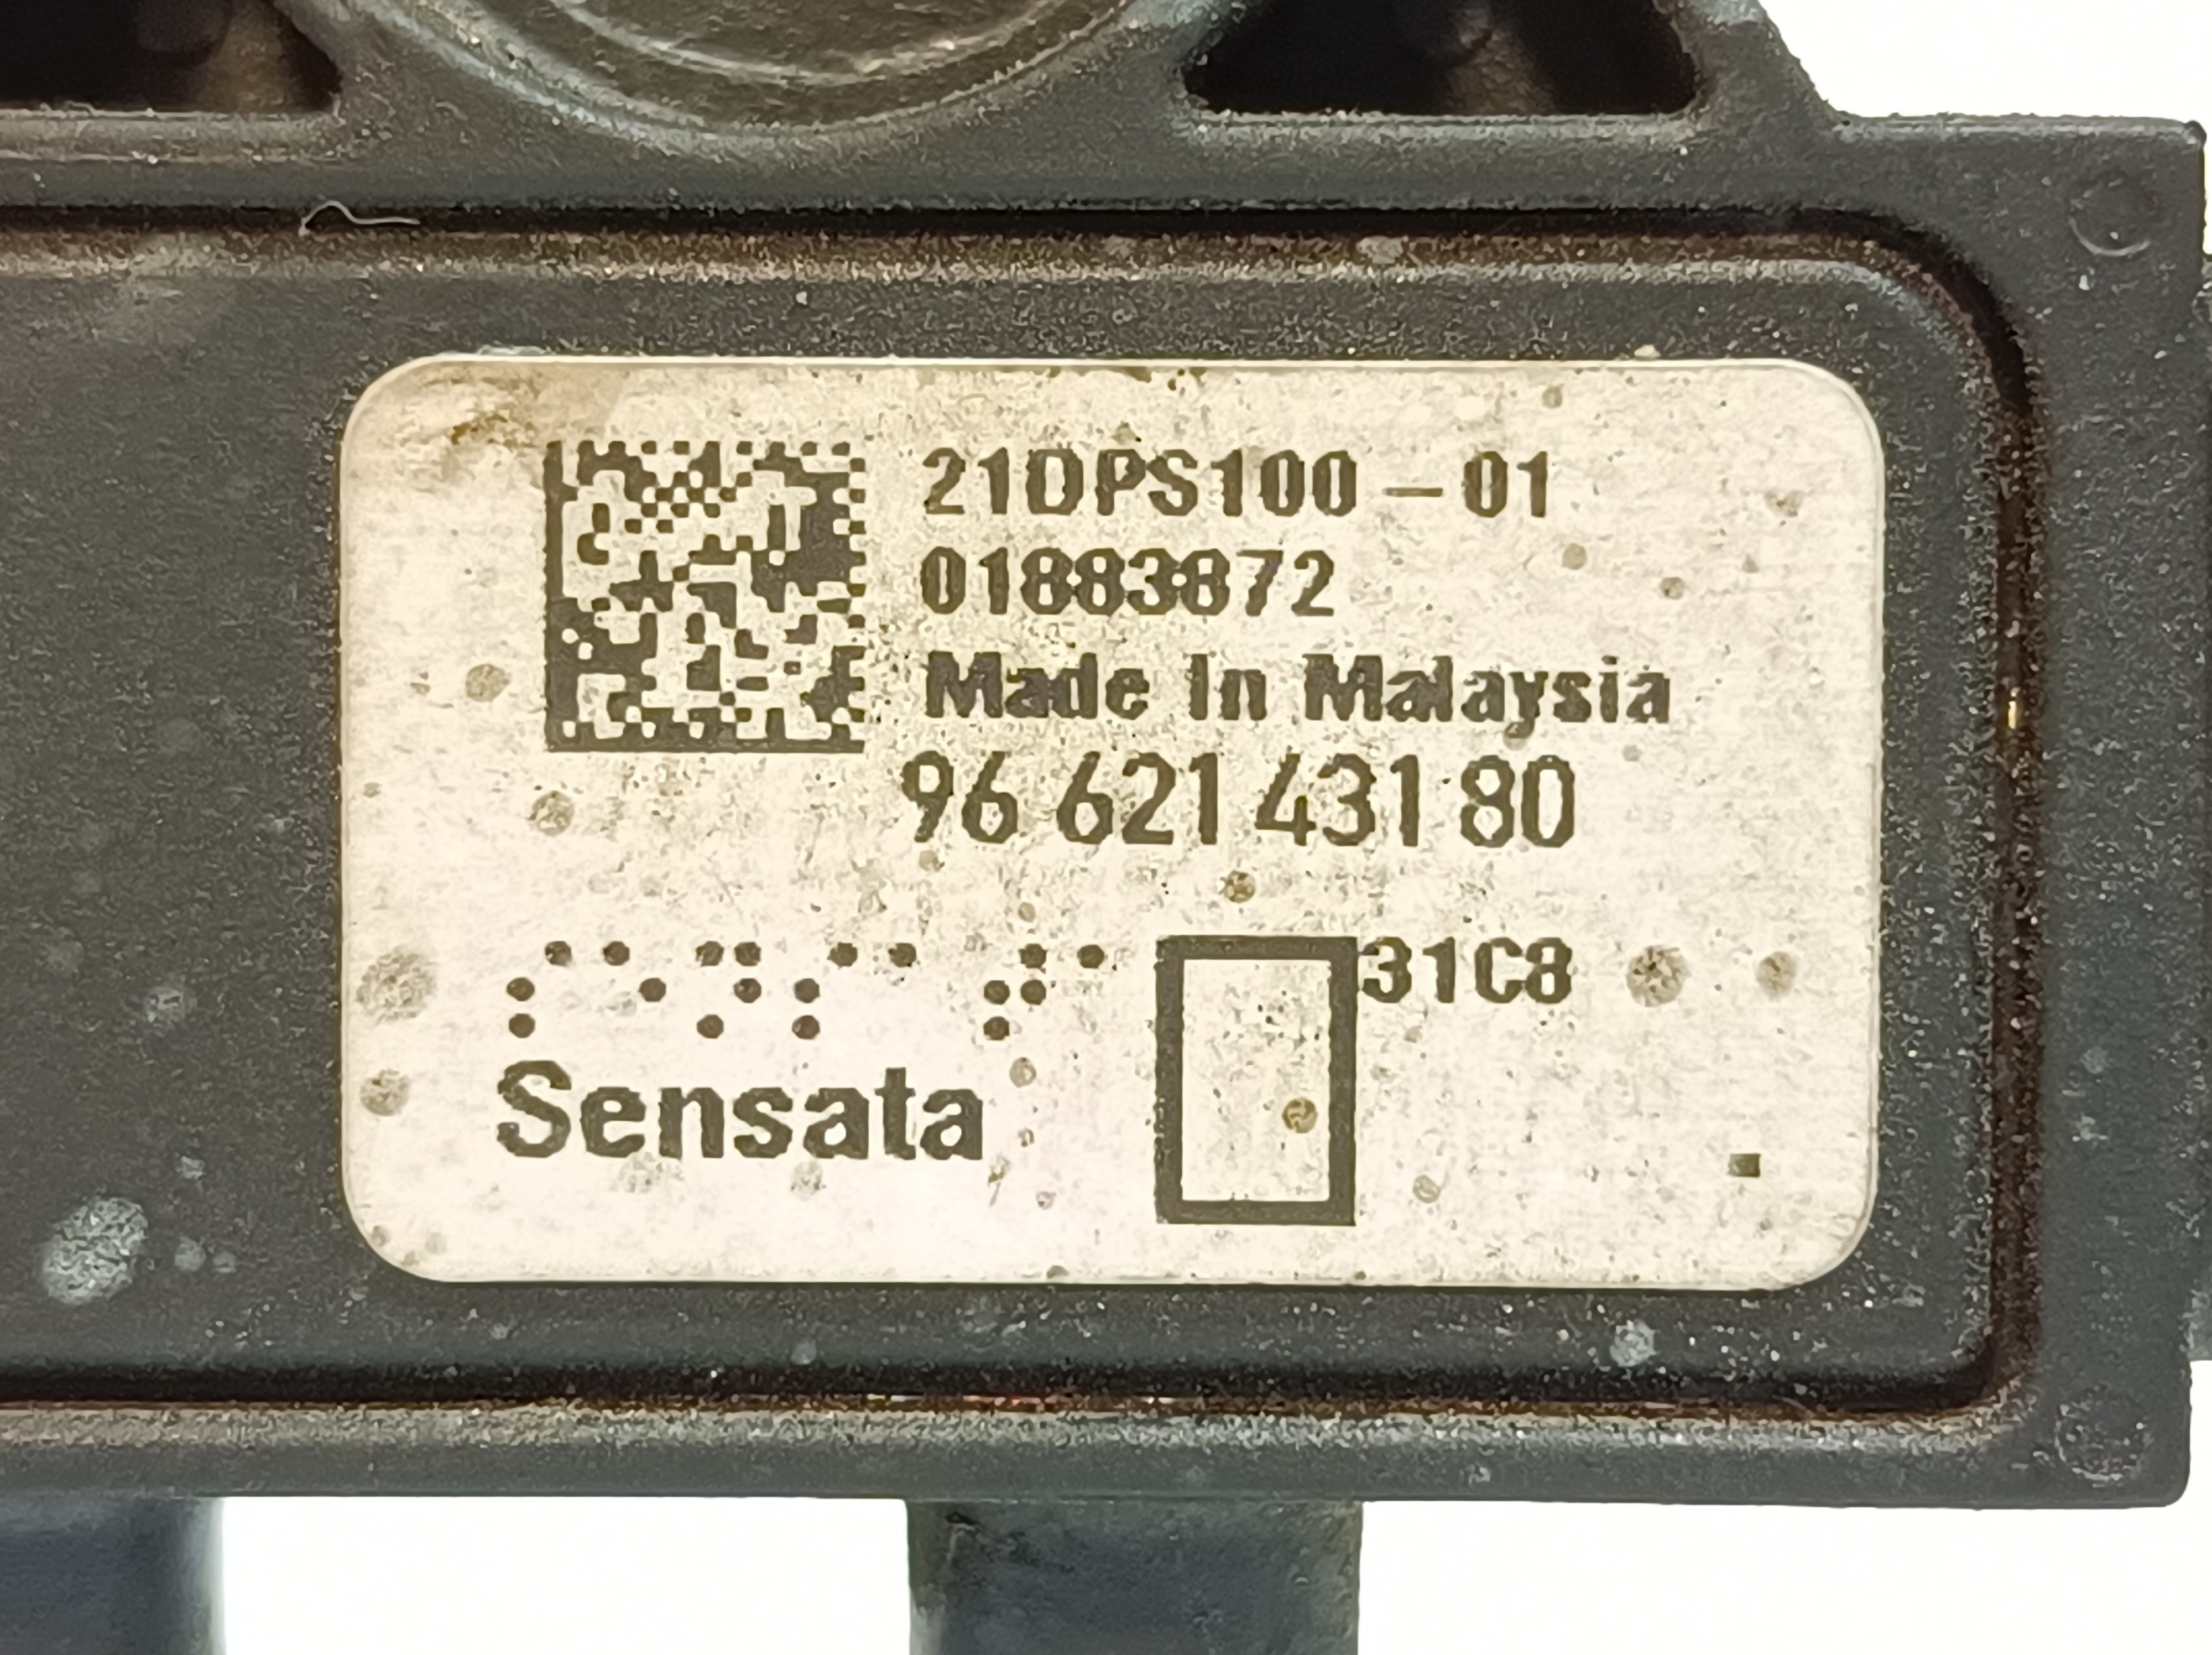 21DPS100-01
01883872
Made In Malaysia
96 621 431 80
31C8
Sensata